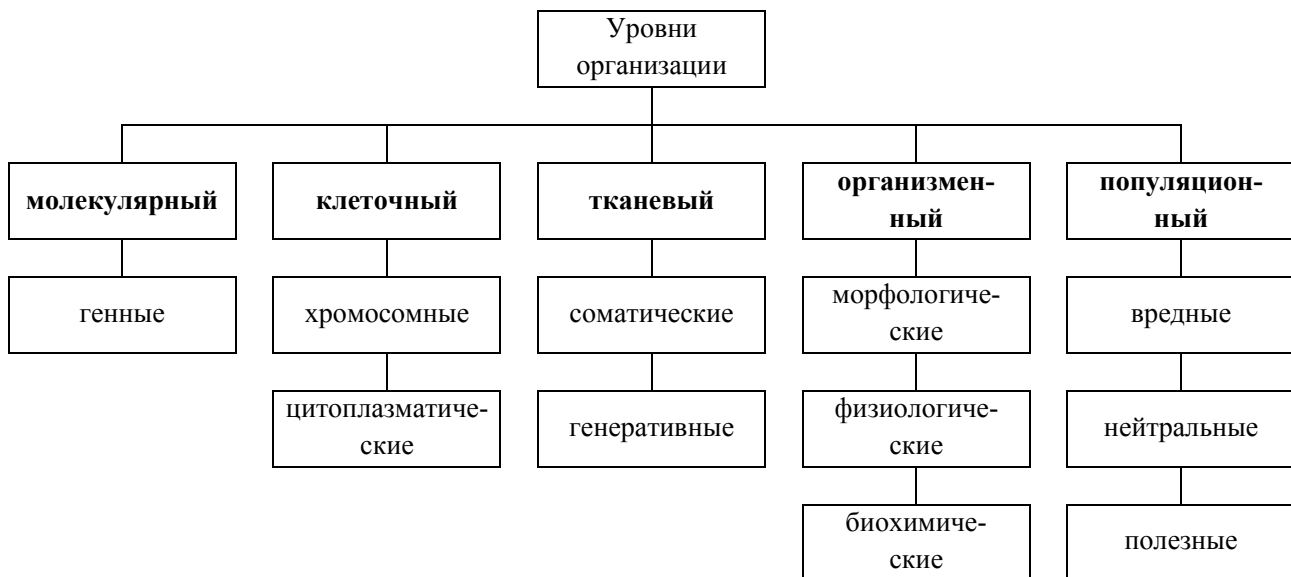 Уровни
организации
молекулярный
клеточный
тканевый
организмен-
ный
популяцион-
ный
генные
хромосомные
соматические
морфологиче-
ские
вредные
цитоплазматиче-
ские
генеративные
физиологиче-
ские
нейтральные
биохимиче-
ские
полезные